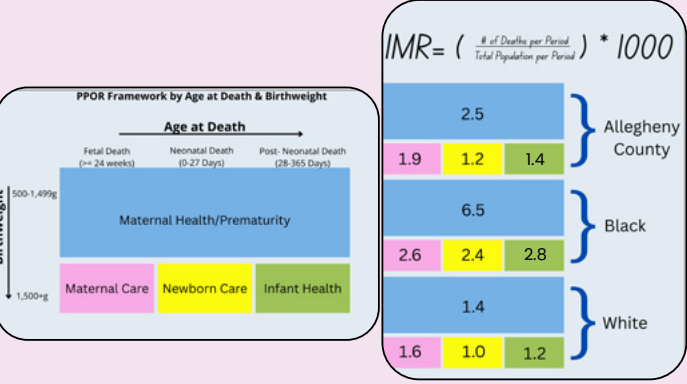 PPOR Framework by Age at Death & Birthweight
Age at Death
Fetal Death
(>= 24 weeks)
Neonatal Death
(0-27 Days)
Post- Neonatal Death
(28-365 Days)
500-1,499g
Maternal Health/Prematurity
1,500+g
Maternal Care
Newborn Care
Infant Health
IMR= ( # of Deaths per Period
Total Population per Period ) * 1000
2.5
1.9 1.2 1.4
Allegheny
County
6.5
2.6 2.4 2.8
Black
1.4
1.6 1.0 1.2
White